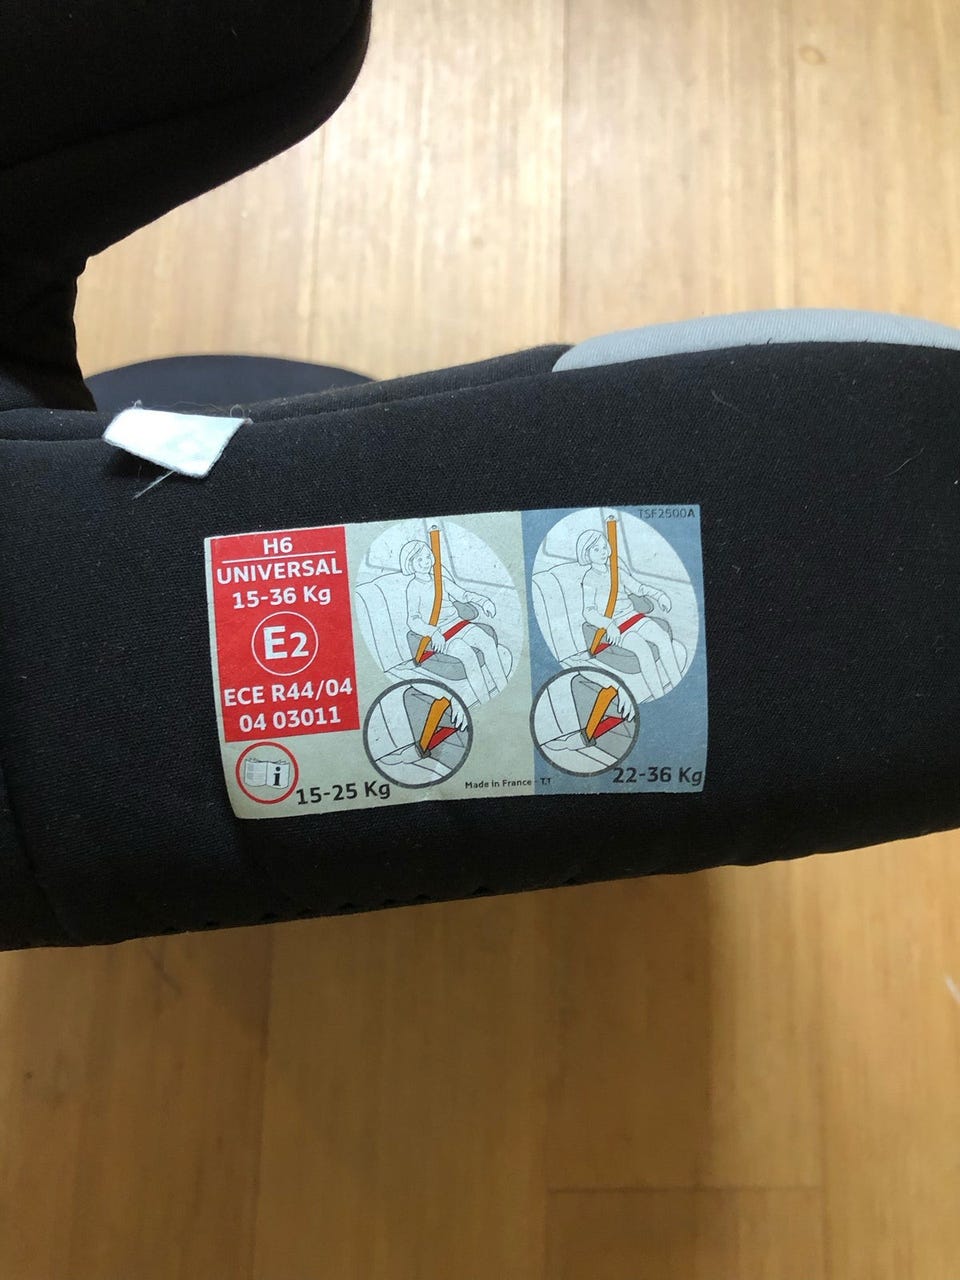 H6
UNIVERSAL
15-36 Kg
E2
ECE R44/04
04 03011
i
15-25 Kg
Made in France - T.T
TSF2500A
22-36 Kg